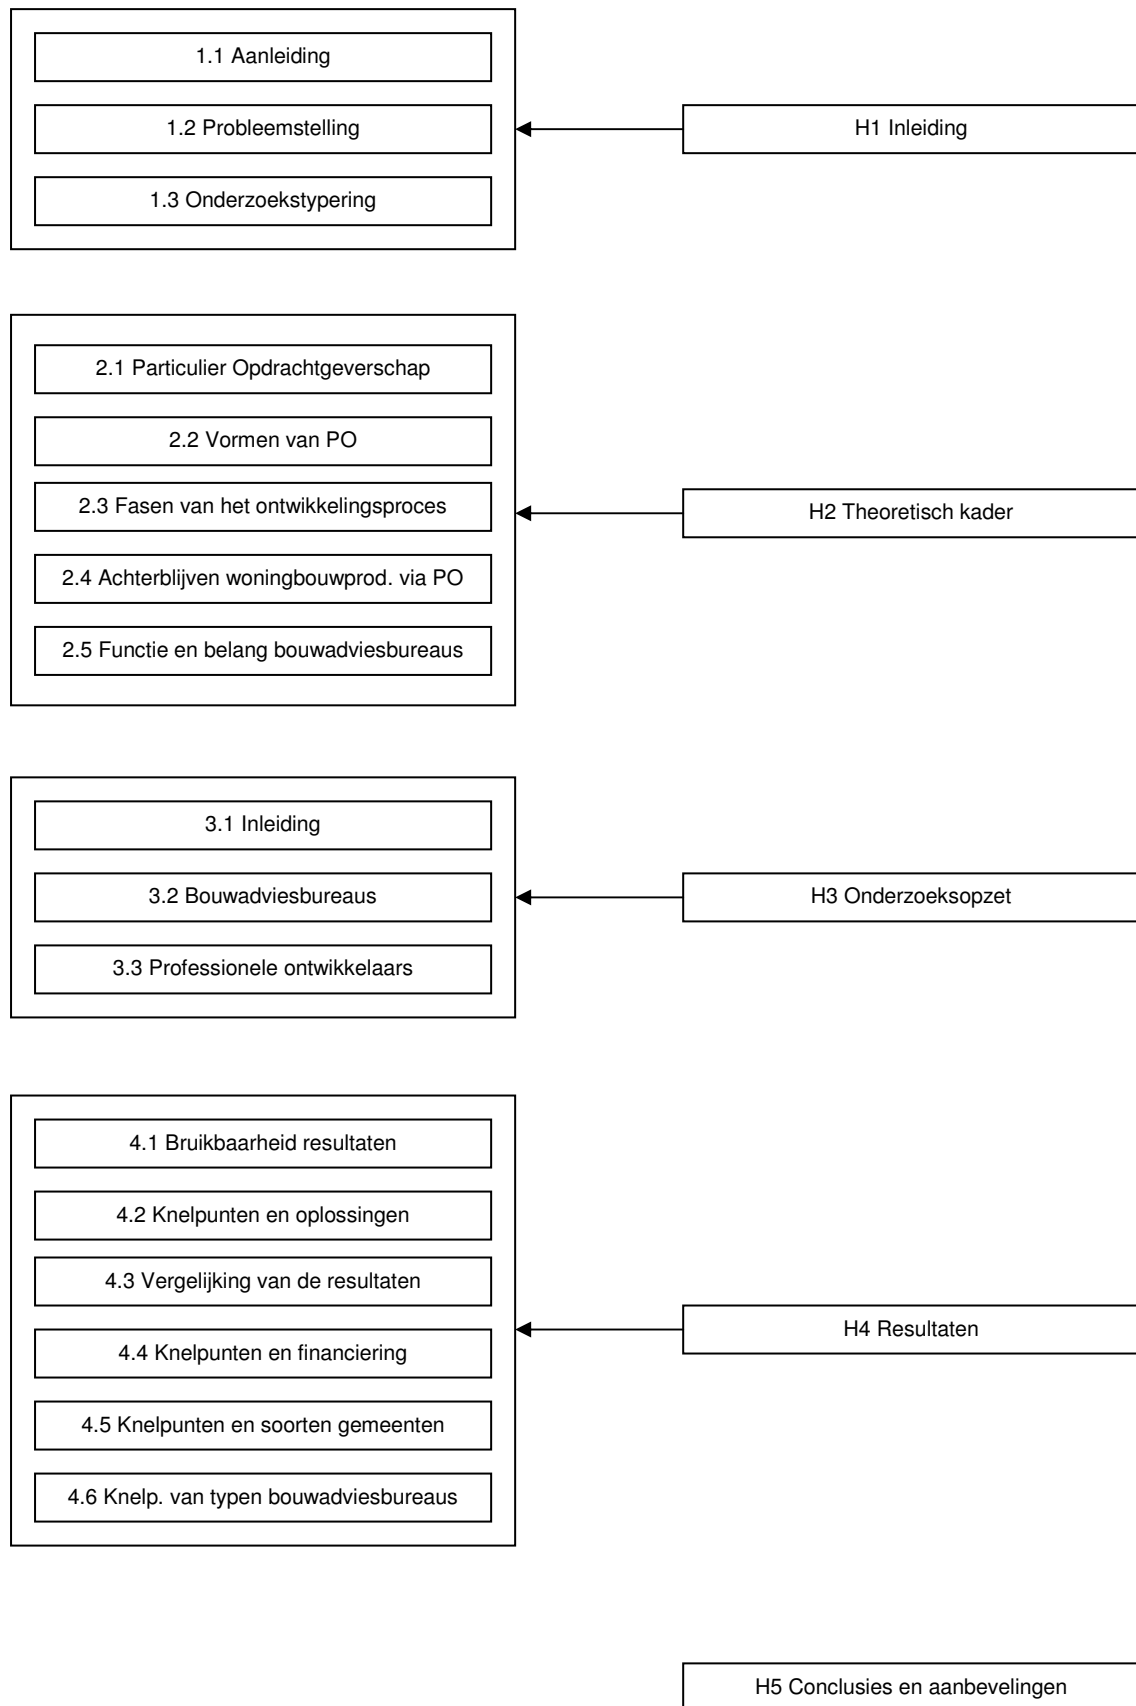 1.1 Aanleiding
1.2 Probleemstelling
1.3 Onderzoekstypering
H1 Inleiding
2.1 Particulier Opdrachtgeverschap
2.2 Vormen van PO
2.3 Fasen van het ontwikkelingsproces
2.4 Achterblijven woningbouwprod. via PO
2.5 Functie en belang bouwadviesbureaus
H2 Theoretisch kader
3.1 Inleiding
3.2 Bouwadviesbureaus
3.3 Professionele ontwikkelaars
H3 Onderzoeksopzet
4.1 Bruikbaarheid resultaten
4.2 Knelpunten en oplossingen
4.3 Vergelijking van de resultaten
4.4 Knelpunten en financiering
4.5 Knelpunten en soorten gemeenten
4.6 Knelp. van typen bouwadviesbureaus
H4 Resultaten
H5 Conclusies en aanbevelingen